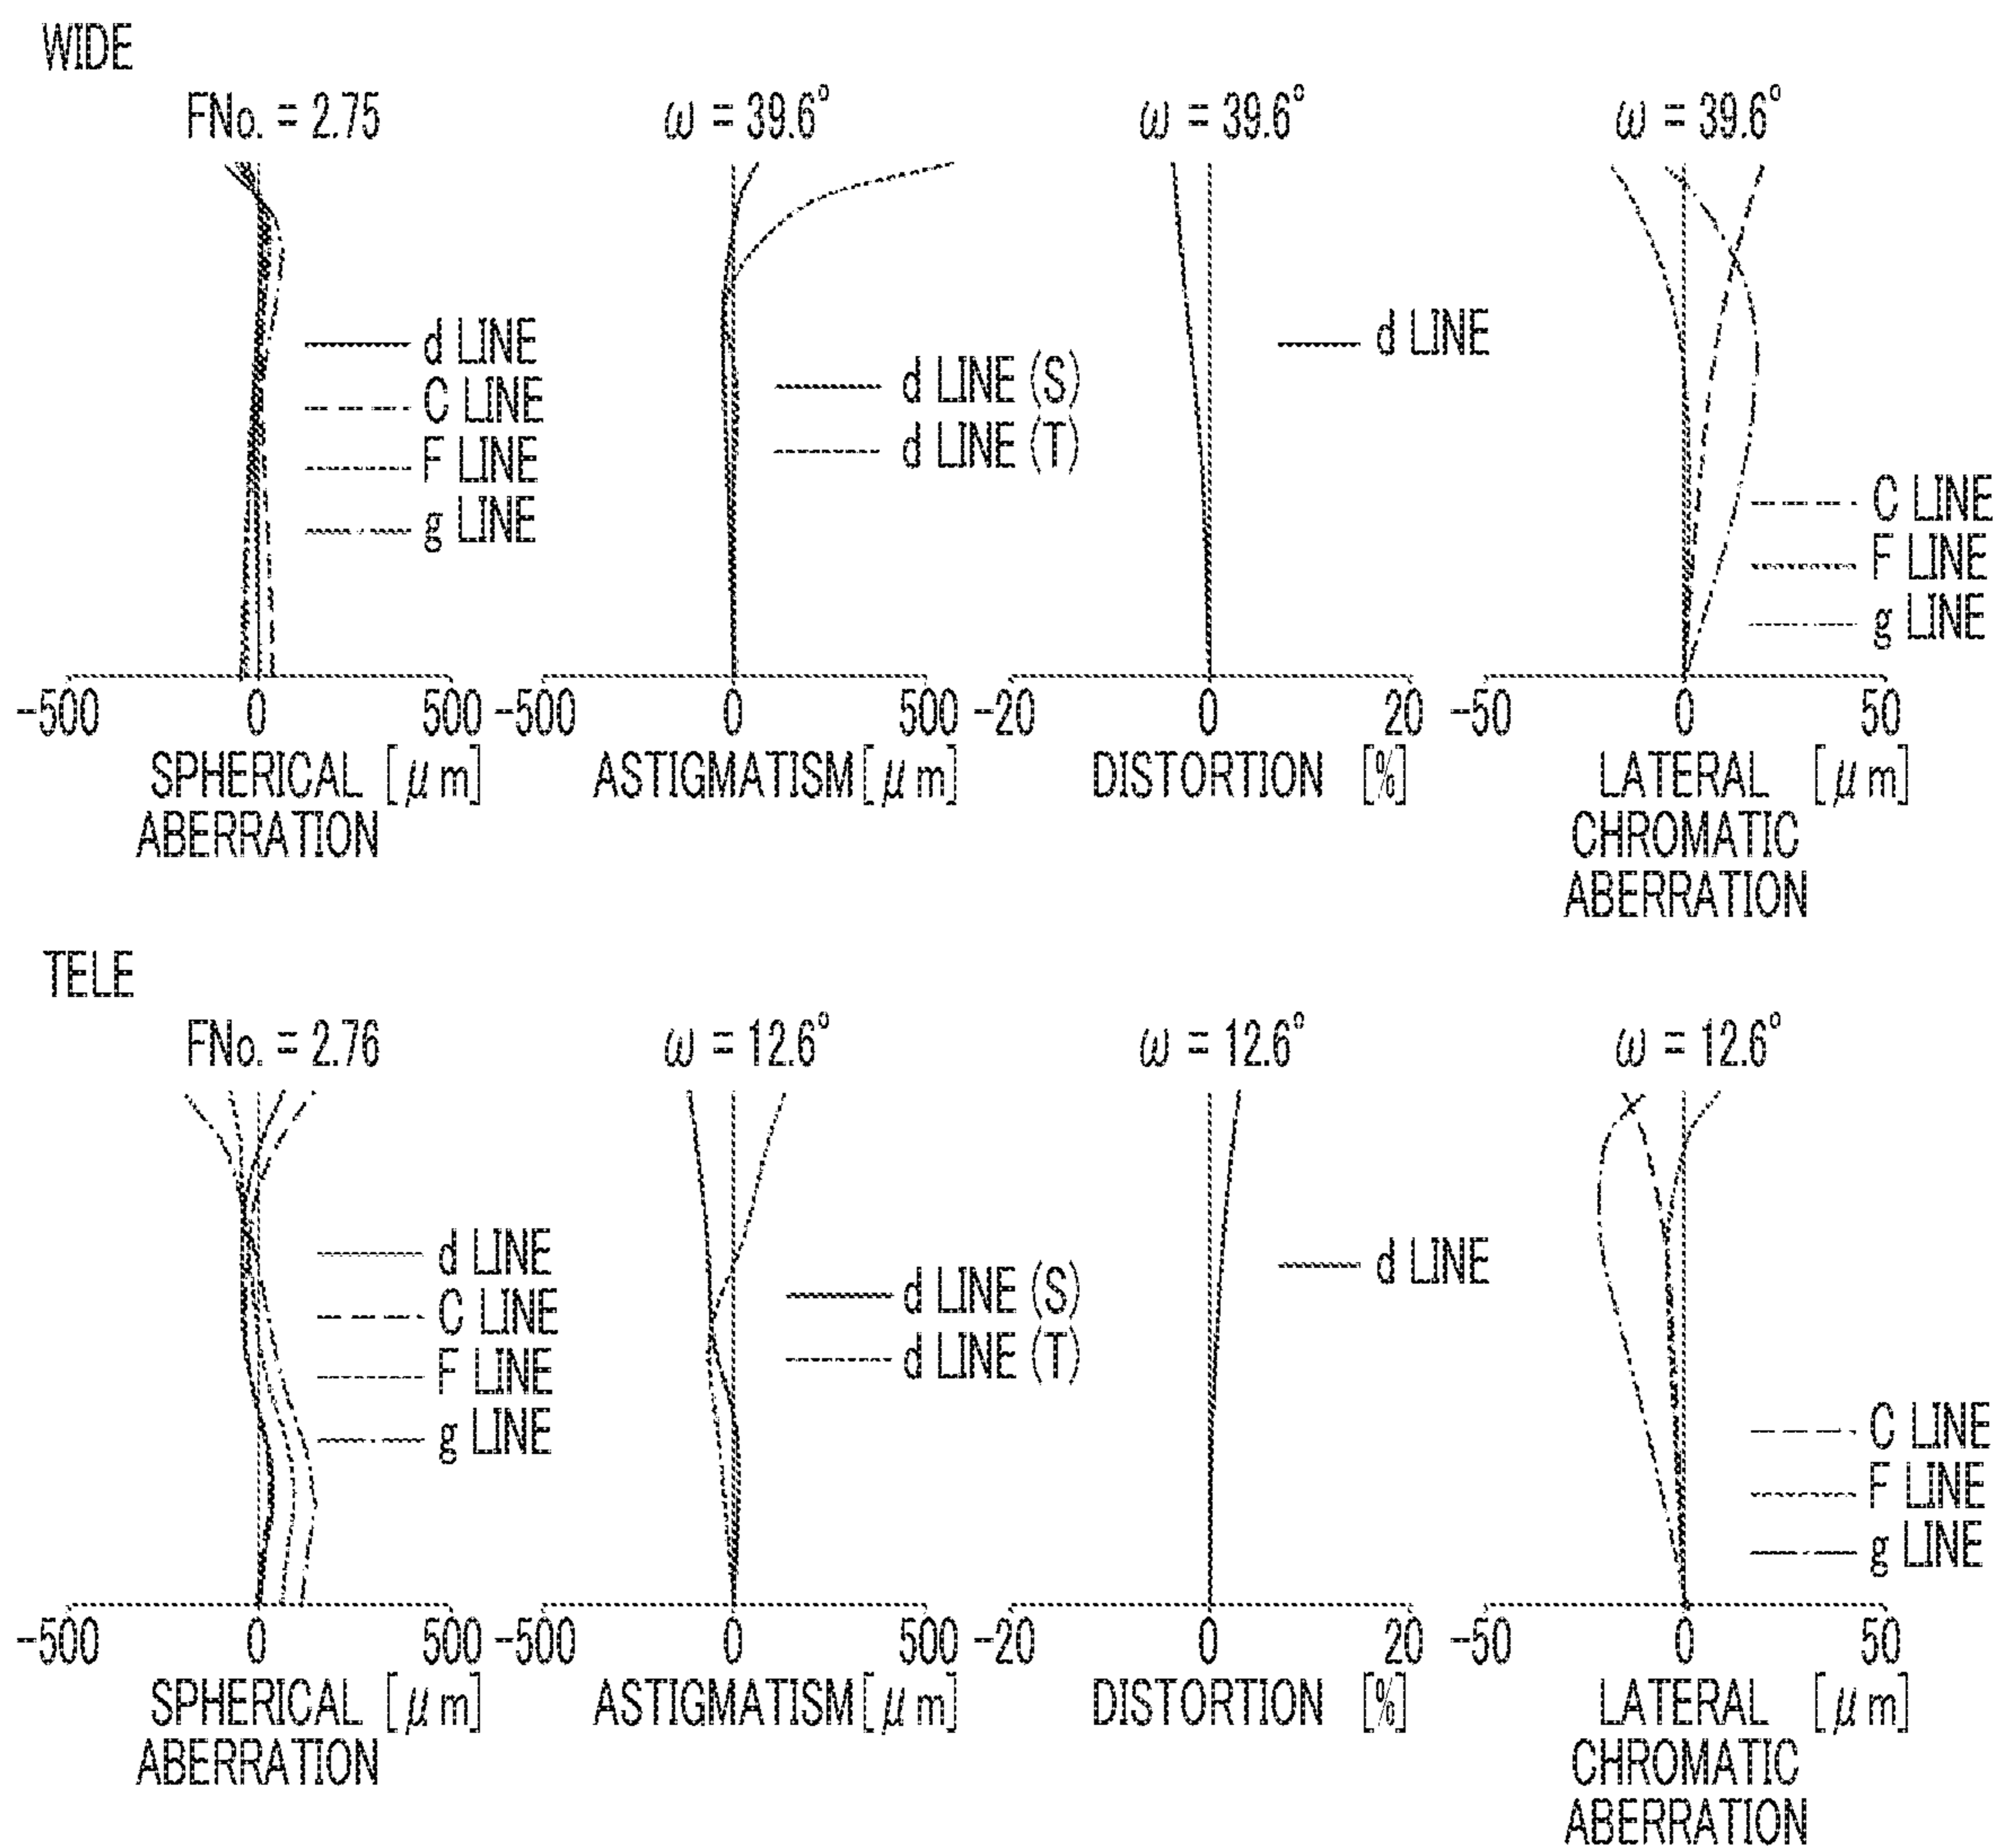 WIDE
FNo. = 2.75
ω = 39.6°
ω = 39.6°
ω = 39.6°
d LINE
C LINE
F LINE
g LINE
d LINE (S)
d LINE (T)
d LINE
C LINE
F LINE
g LINE
-500 0 500
-500 0 500
-20 0 20
-50 0 50
SPHERICAL [μm]
ABERRATION
ASTIGMATISM [μm]
DISTORTION [%]
LATERAL [μm]
CHROMATIC
ABERRATION
TELE
FNo. = 2.76
ω = 12.6°
ω = 12.6°
ω = 12.6°
d LINE
C LINE
F LINE
g LINE
d LINE (S)
d LINE (T)
d LINE
C LINE
F LINE
g LINE
-500 0 500
-500 0 500
-20 0 20
-50 0 50
SPHERICAL [μm]
ABERRATION
ASTIGMATISM [μm]
DISTORTION [%]
LATERAL [μm]
CHROMATIC
ABERRATION